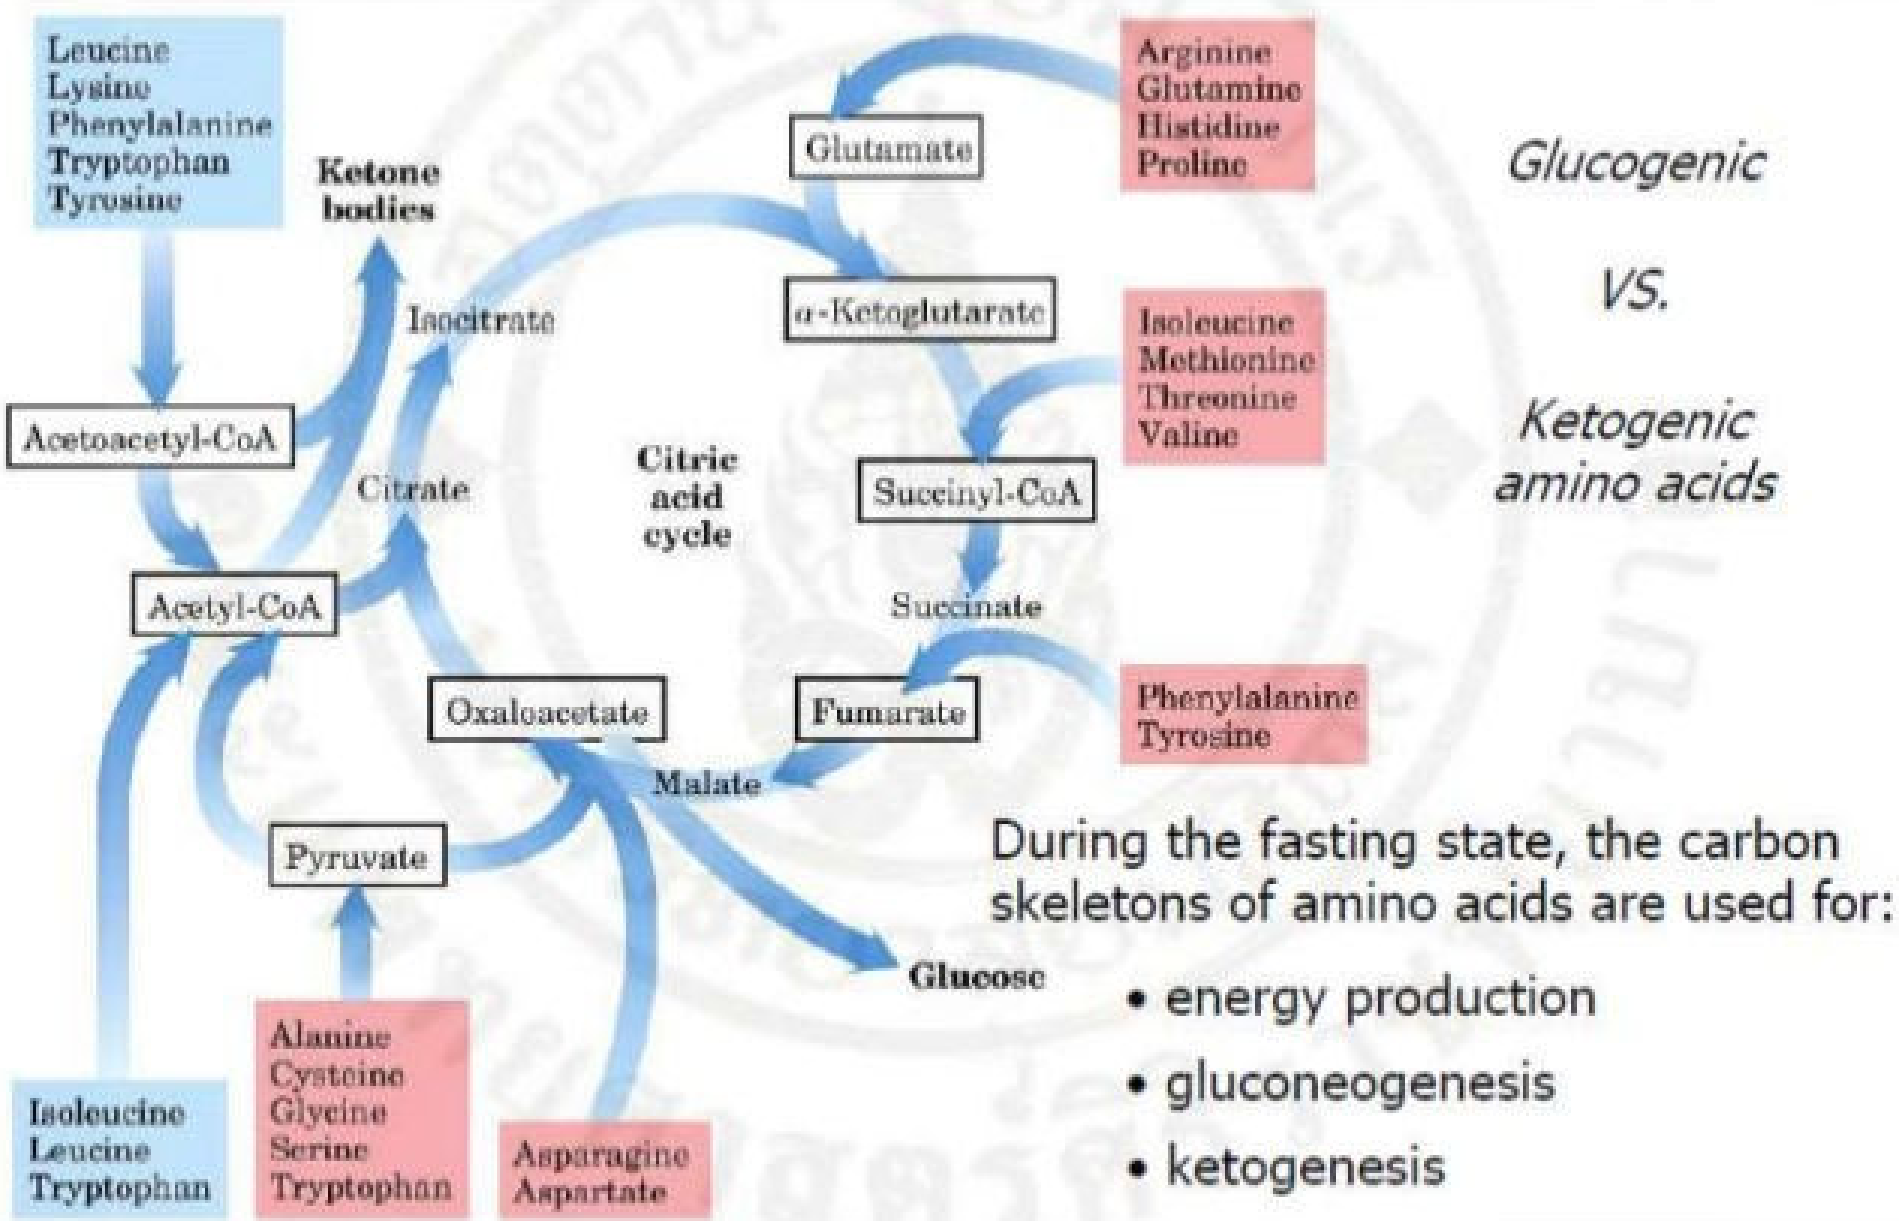 Leucine
Lysine
Phenylalanine
Tryptophan
Tyrosine
Ketone
bodies
Acetoacetyl-CoA
Acetyl-CoA
Isocitrate
Citrate
Citric
acid
cycle
Glutamate
α-Ketoglutarate
Succinyl-CoA
Succinate
Fumarate
Malate
Oxaloacetate
Pyruvate
Glucose
Arginine
Glutamine
Histidine
Proline
Isoleucine
Methionine
Threonine
Valine
Phenylalanine
Tyrosine
Isoleucine
Leucine
Tryptophan
Alanine
Cysteine
Glycine
Serine
Tryptophan
Asparagine
Aspartate
Glucogenic
VS.
Ketogenic
amino acids
During the fasting state, the carbon
skeletons of amino acids are used for:
• energy production
• gluconeogenesis
• ketogenesis